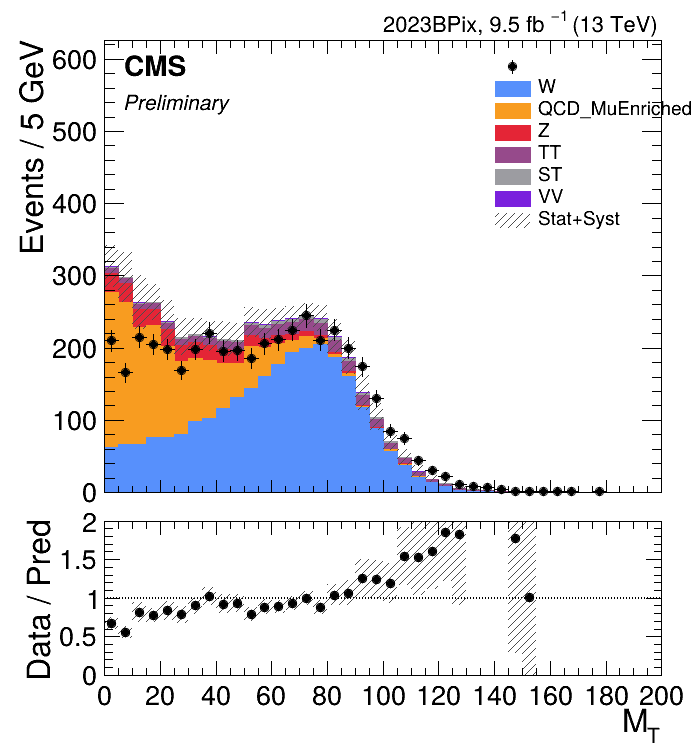 2023BPix, 9.5 fb⁻¹ (13 TeV)
CMS
Preliminary
W
QCD_MuEnriched
Z
TT
ST
VV
Stat+Syst
Events / 5 GeV
600
500
400
300
200
100
0
Data / Pred
2
1.5
1
0.5
0
0 20 40 60 80 100 120 140 160 180 200
M_T